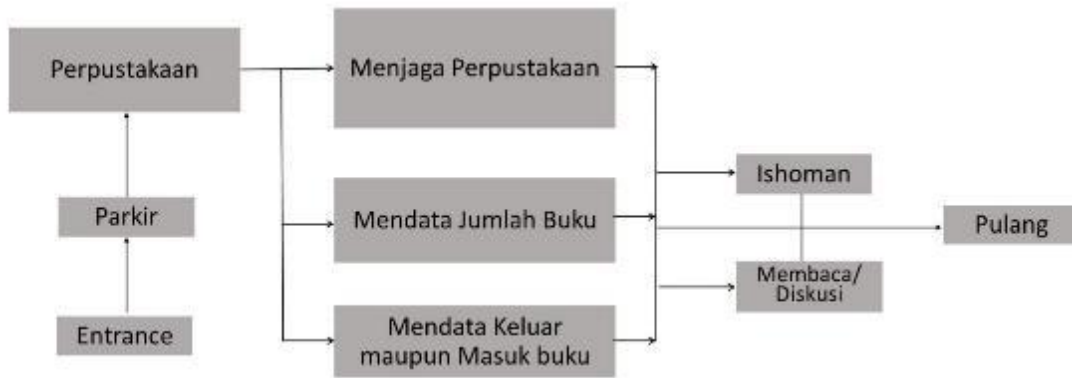 Perpustakaan
Parkir
Entrance
Menjaga Perpustakaan
Mendata Jumlah Buku
Mendata Keluar
maupun Masuk buku
Ishoman
Membaca/
Diskusi
Pulang